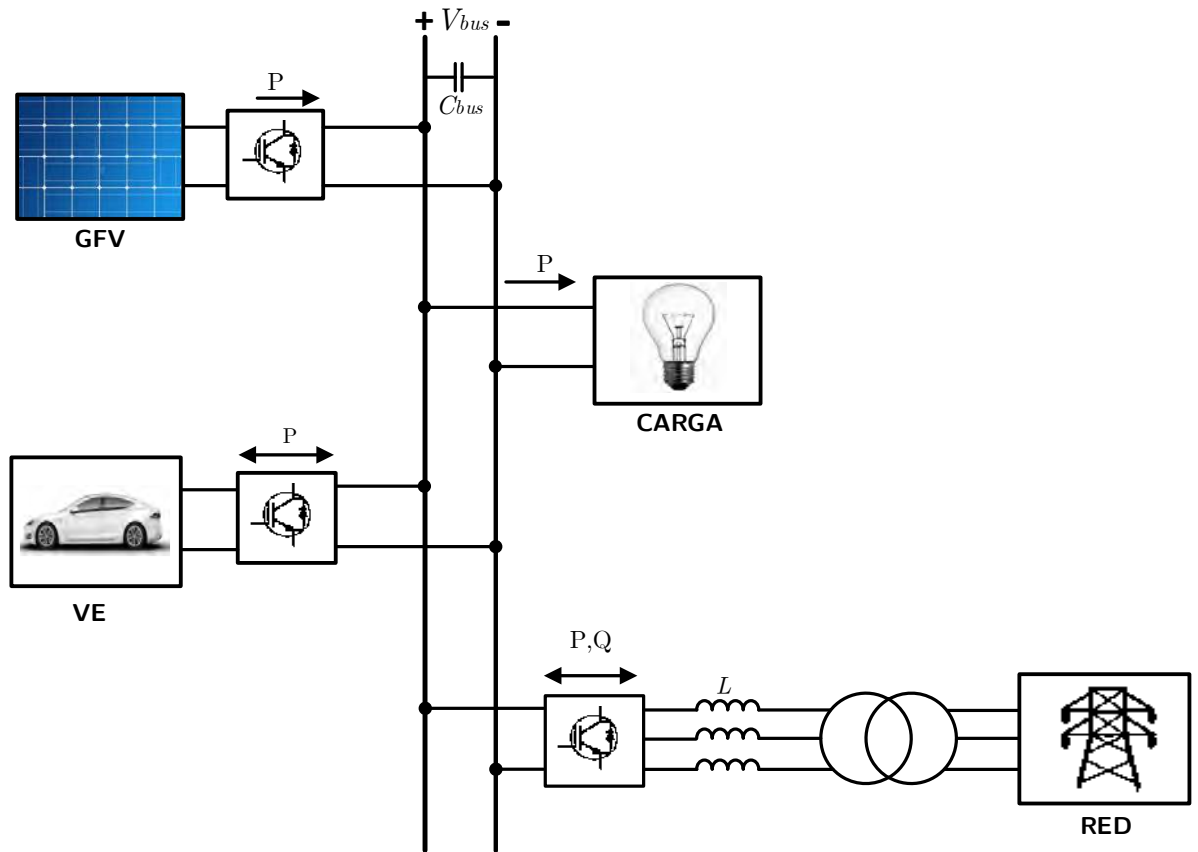 + Vbus -
P
Cbus
GFV
P
CARGA
P
VE
P,Q
L
RED